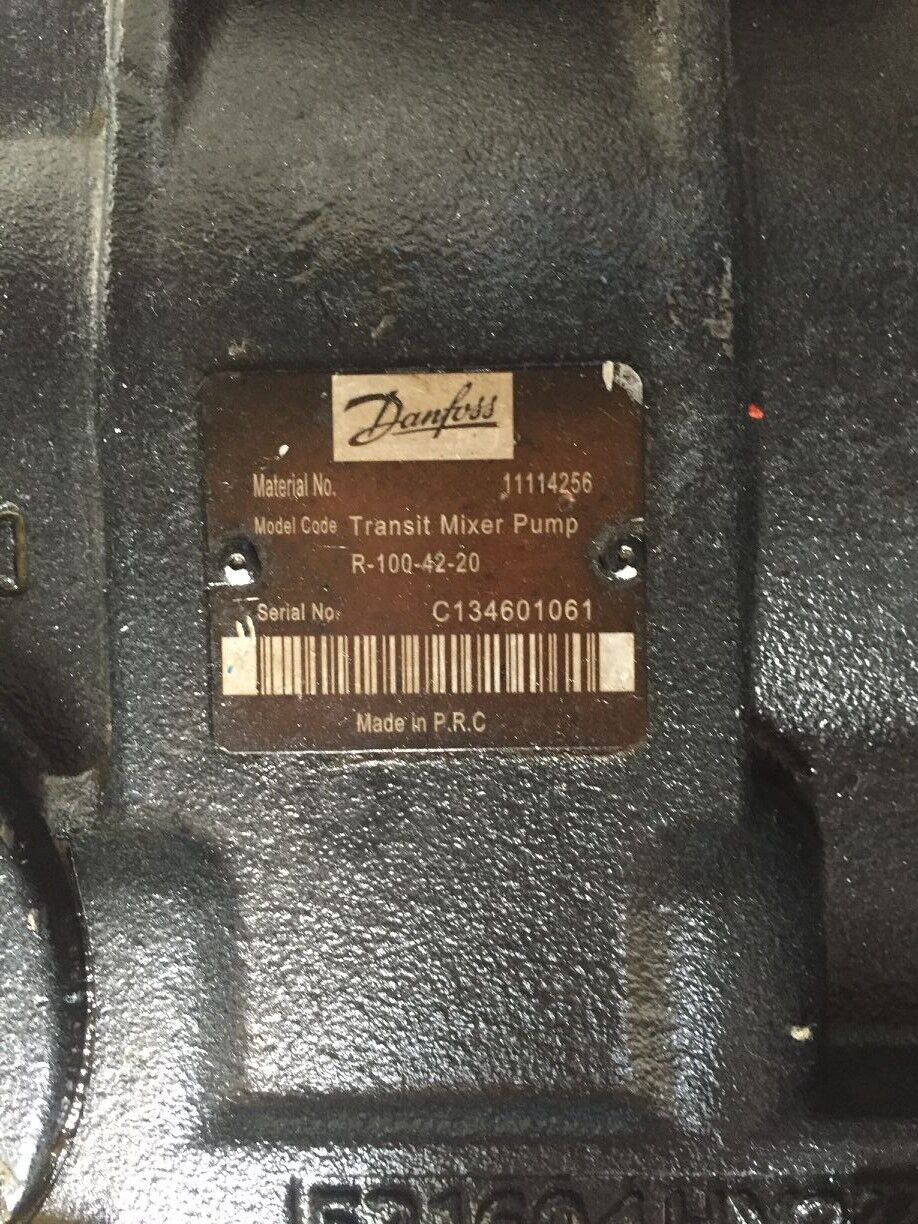 Danfoss
Material No. 11114256
Model Code Transit Mixer Pump
R-100-42-20
Serial No: C134601061
Made in P.R.C